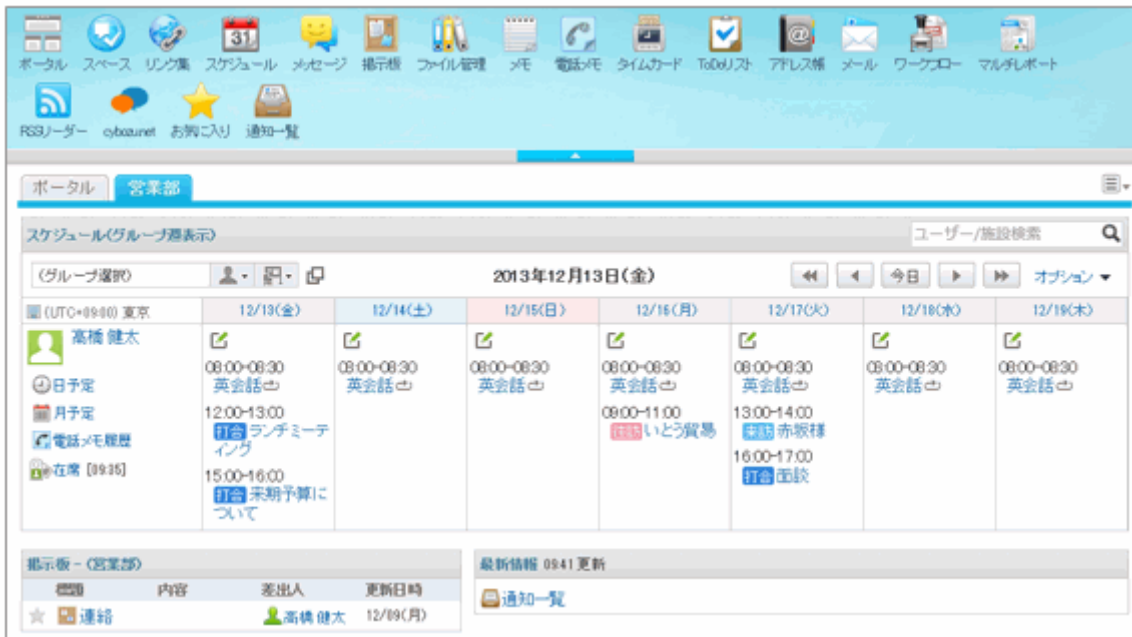 ポータル スペース リンク集 スケジュール メッセージ 掲示板 ファイル管理 メモ 電話メモ タイムカード ToDoリスト アドレス帳 メール ワークフロー マルチレポート
RSSリーダー cybozunet お気に入り 通知一覧
ポータル 営業部
スケジュール(グループ週表示) ユーザー/施設検索
(グループ選択) 2013年12月13日(金) 今日 オプション
(UTC+09:00) 東京 12/13(金) 12/14(土) 12/15(日) 12/16(月) 12/17(火) 12/18(水) 12/19(木)
高橋 健太
日予定
月予定
電話メモ履歴
在席 [09:35]
08:00-08:30
英会話
12:00-13:00
打合 ランチミーテ
ィング
15:00-16:00
打合 来期予算に
ついて
08:00-08:30
英会話
08:00-08:30
英会話
08:00-08:30
英会話
09:00-11:00
往訪 いとう貿易
08:00-08:30
英会話
13:00-14:00
来訪 赤坂様
16:00-17:00
打合 面談
08:00-08:30
英会話
08:00-08:30
英会話
掲示板 - (営業部)
標題 内容 差出人 更新日時
連絡 高橋 健太 12/09(月)
最新情報 09:41 更新
通知一覧